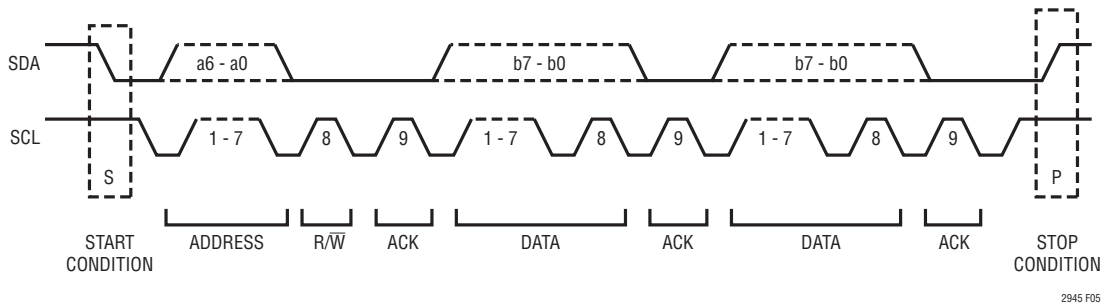 SDA
a6 - a0
b7 - b0
b7 - b0
SCL
1 - 7
8
9
1 - 7
8
9
1 - 7
8
9
S
P
START
CONDITION
ADDRESS
R/W̅
ACK
DATA
ACK
DATA
ACK
STOP
CONDITION
2945 F05